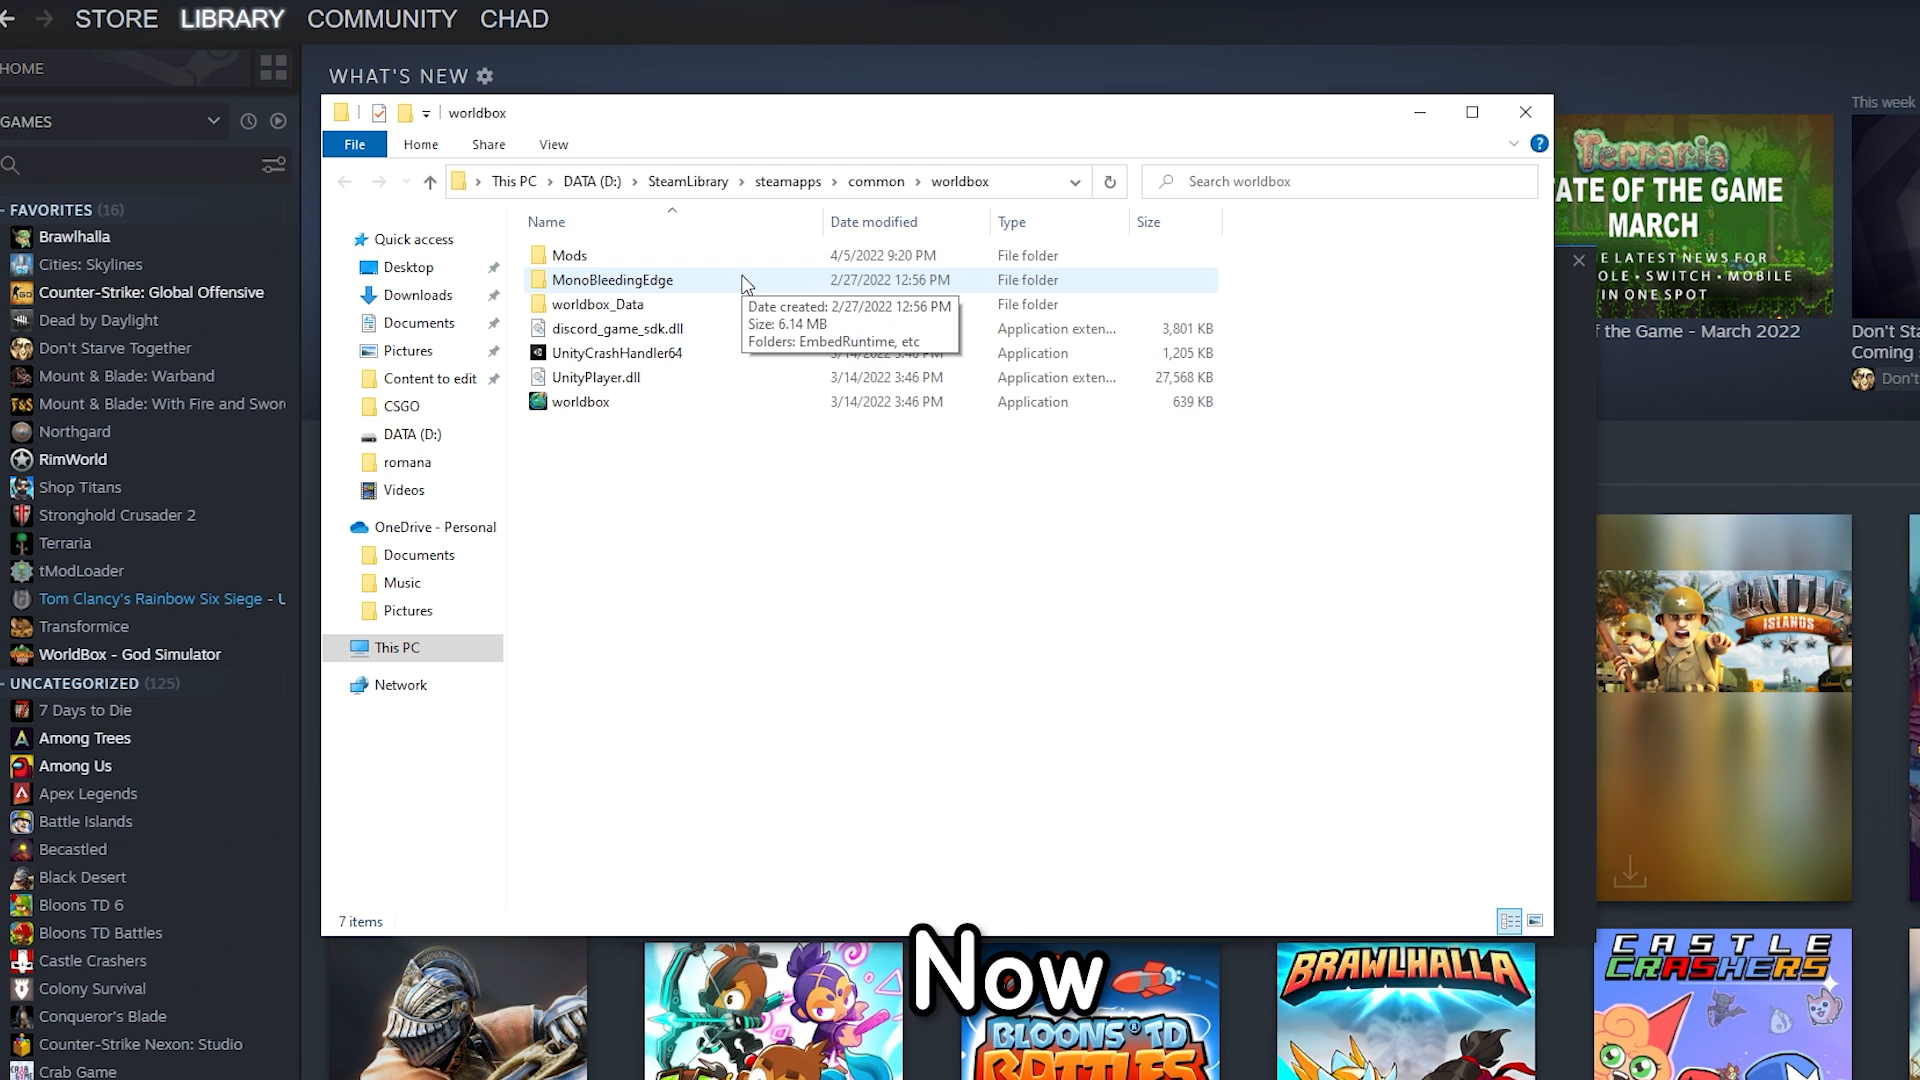 STORE LIBRARY COMMUNITY CHAD
HOME
WHAT'S NEW
GAMES
FAVORITES (16)
Brawlhalla
Cities: Skylines
Counter-Strike: Global Offensive
Dead by Daylight
Don't Starve Together
Mount & Blade: Warband
Mount & Blade: With Fire and Swor
Northgard
RimWorld
Shop Titans
Stronghold Crusader 2
Terraria
tModLoader
Tom Clancy's Rainbow Six Siege - U
Transformice
WorldBox - God Simulator
UNCATEGORIZED (125)
7 Days to Die
Among Trees
Among Us
Apex Legends
Battle Islands
Becastled
Black Desert
Bloons TD 6
Bloons TD Battles
Castle Crashers
Colony Survival
Conqueror's Blade
Counter-Strike Nexon: Studio
Crab Game
worldbox
File Home Share View
This PC > DATA (D:) > SteamLibrary > steamapps > common > worldbox
Search worldbox
Quick access
Desktop
Downloads
Documents
Pictures
Content to edit
CSGO
DATA (D:)
romana
Videos
OneDrive - Personal
Documents
Music
Pictures
This PC
Network
Name Date modified Type Size
Mods 4/5/2022 9:20 PM File folder
MonoBleedingEdge 2/27/2022 12:56 PM File folder
worldbox_Data File folder
discord_game_sdk.dll Application exten... 3,801 KB
UnityCrashHandler64 3/14/2022 3:46 PM Application 1,205 KB
UnityPlayer.dll 3/14/2022 3:46 PM Application exten... 27,568 KB
worldbox 3/14/2022 3:46 PM Application 639 KB
Date created: 2/27/2022 12:56 PM
Size: 6.14 MB
Folders: EmbedRuntime, etc
7 items
This week
Terraria
ATE OF THE GAME
MARCH
E LATEST NEWS FOR
OLE • SWITCH • MOBILE
IN ONE SPOT
f the Game - March 2022
Don't Sta
Coming
Don't
BATTLE
ISLANDS
Now
BLOONS TD
BATTLES
BRAWLHALLA
CASTLE
CRASHERS